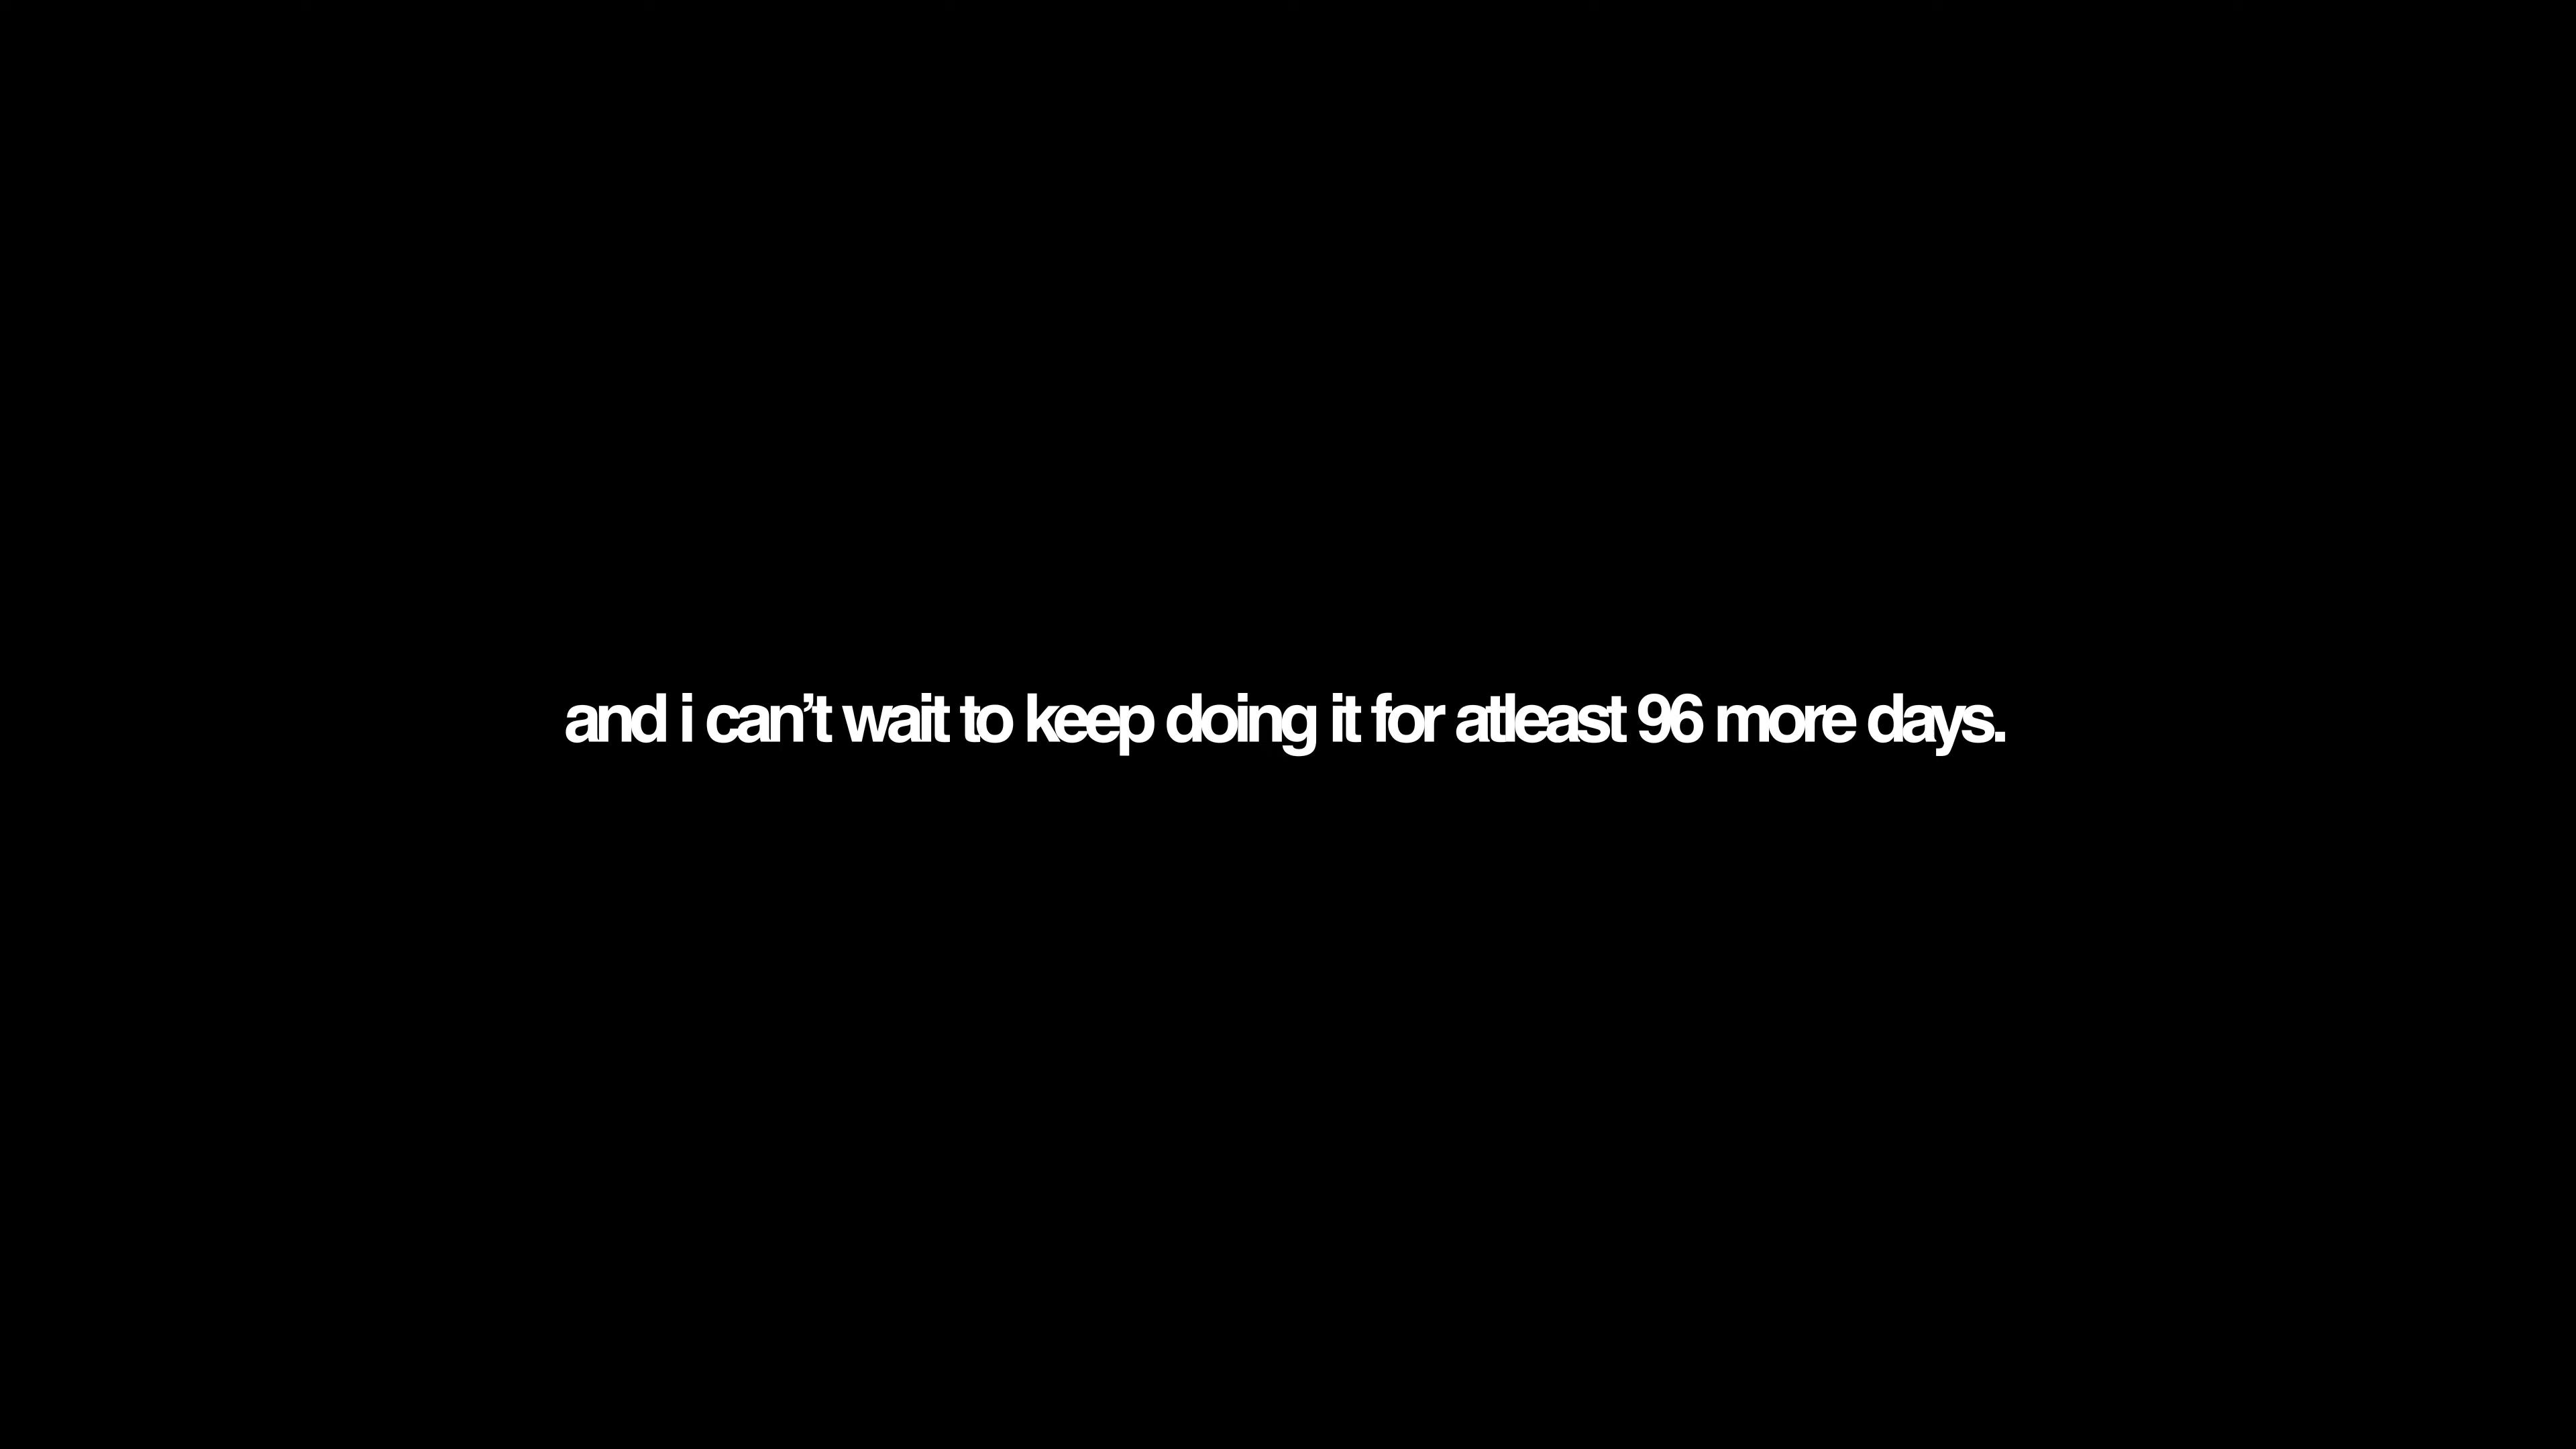 and i can’t wait to keep doing it for atleast 96 more days.